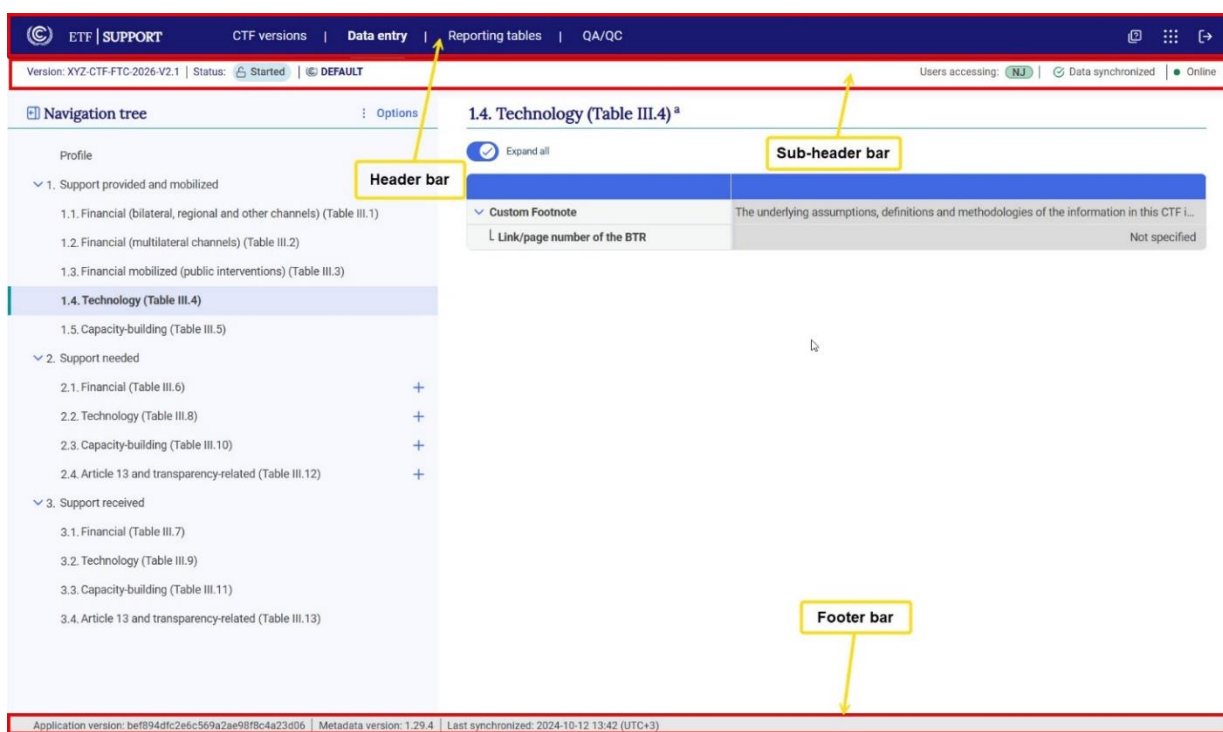 ETF | SUPPORT CTF versions | Data entry | Reporting tables | QA/QC
Version: XYZ-CTF-FTC-2026-V2.1 | Status: Started | DEFAULT Users accessing: NJ | Data synchronized | Online
Navigation tree Options
1.4. Technology (Table III.4) a
Profile
Expand all
Sub-header bar
Header bar
1. Support provided and mobilized
1.1. Financial (bilateral, regional and other channels) (Table III.1)
1.2. Financial (multilateral channels) (Table III.2)
1.3. Financial mobilized (public interventions) (Table III.3)
1.4. Technology (Table III.4)
1.5. Capacity-building (Table III.5)
2. Support needed
2.1. Financial (Table III.6)
2.2. Technology (Table III.8)
2.3. Capacity-building (Table III.10)
2.4. Article 13 and transparency-related (Table III.12)
3. Support received
3.1. Financial (Table III.7)
3.2. Technology (Table III.9)
3.3. Capacity-building (Table III.11)
3.4. Article 13 and transparency-related (Table III.13)
Custom Footnote The underlying assumptions, definitions and methodologies of the information in this CTF i...
Link/page number of the BTR Not specified
Footer bar
Application version: bef894dfc2e6c569a2ae98f8c4a23d06 | Metadata version: 1.29.4 | Last synchronized: 2024-10-12 13:42 (UTC+3)